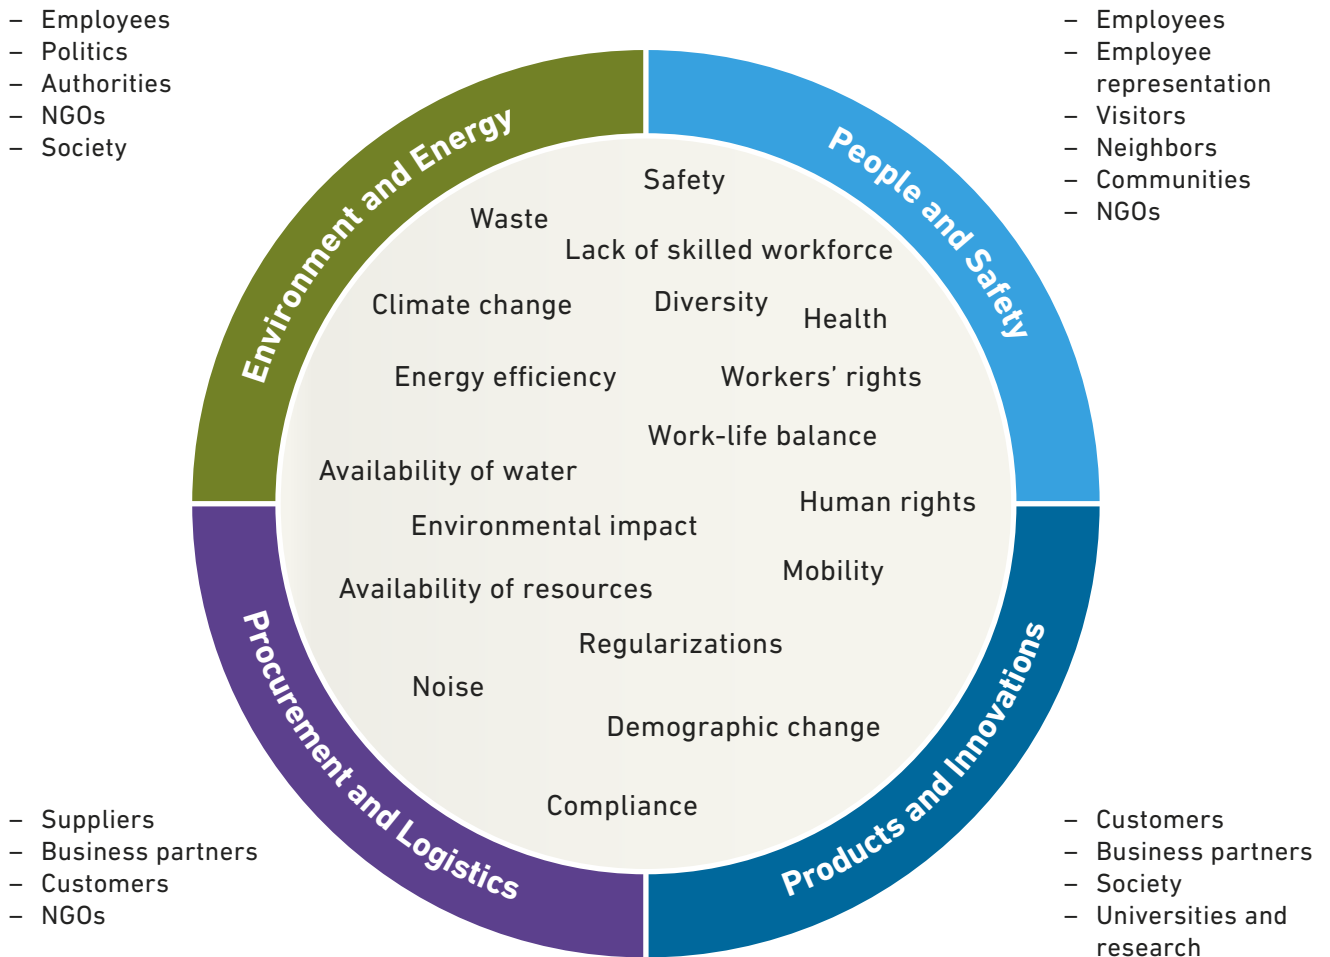 – Employees
– Politics
– Authorities
– NGOs
– Society
– Employees
– Employee
representation
– Visitors
– Neighbors
– Communities
– NGOs
Environment and Energy
People and Safety
Safety
Waste
Lack of skilled workforce
Diversity
Climate change
Health
Energy efficiency
Workers’ rights
Work-life balance
Availability of water
Human rights
Environmental impact
Mobility
Availability of resources
Regularizations
Noise
Demographic change
Compliance
Procurement and Logistics
Products and Innovations
– Suppliers
– Business partners
– Customers
– NGOs
– Customers
– Business partners
– Society
– Universities and
research